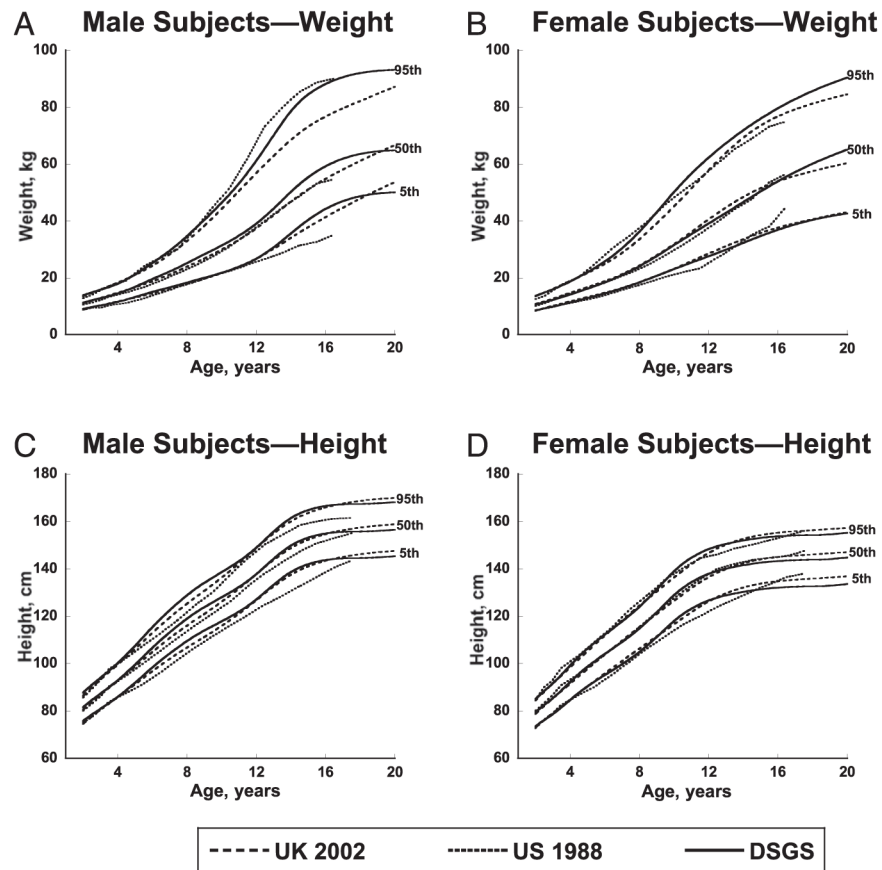 A Male Subjects—Weight
100
80
60
40
20
0
Weight, kg
95th
50th
5th
4 8 12 16 20
Age, years
B Female Subjects—Weight
100
80
60
40
20
0
Weight, kg
95th
50th
5th
4 8 12 16 20
Age, years
C Male Subjects—Height
180
160
140
120
100
80
60
Height, cm
95th
50th
5th
4 8 12 16 20
Age, years
D Female Subjects—Height
180
160
140
120
100
80
60
Height, cm
95th
50th
5th
4 8 12 16 20
Age, years
UK 2002 US 1988 DSGS